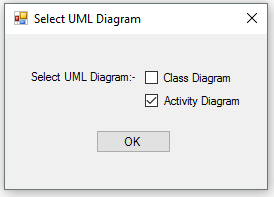 Select UML Diagram
Select UML Diagram:- Class Diagram
Activity Diagram
OK